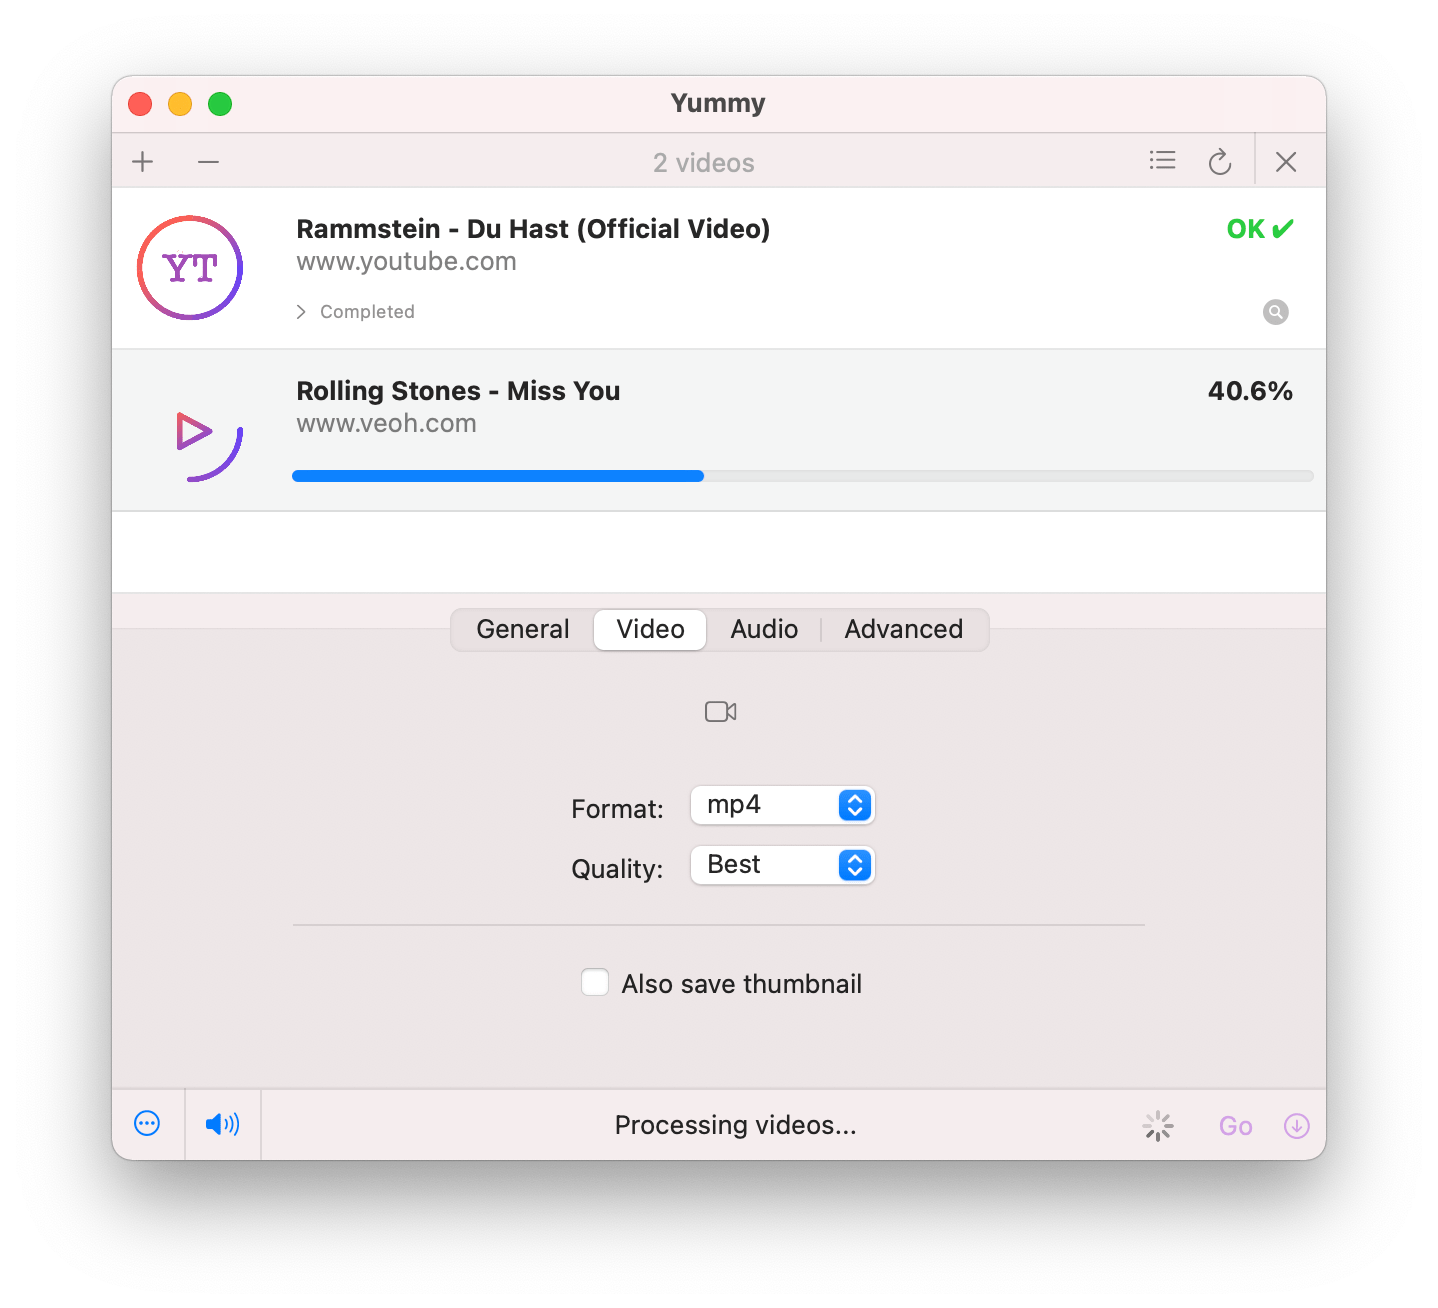 Yummy
2 videos
YT
Rammstein - Du Hast (Official Video)
OK ✔
www.youtube.com
Completed
Rolling Stones - Miss You
40.6%
www.veoh.com
General Video Audio Advanced
Format: mp4
Quality: Best
Also save thumbnail
Processing videos...
Go